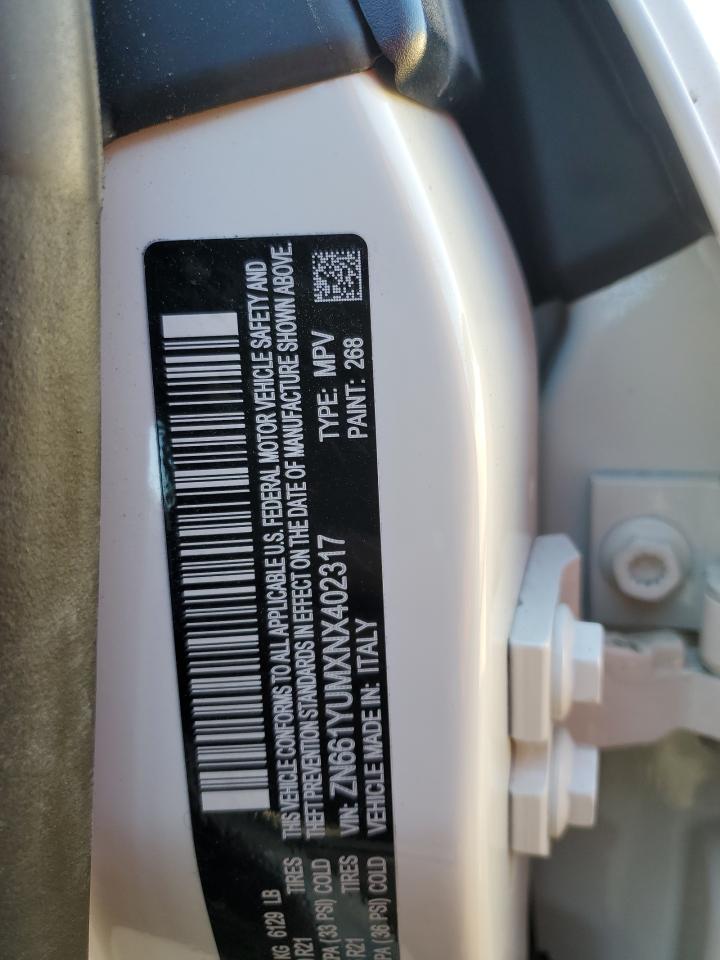 THIS VEHICLE CONFORMS TO ALL APPLICABLE U.S. FEDERAL MOTOR VEHICLE SAFETY AND
THEFT PREVENTION STANDARDS IN EFFECT ON THE DATE OF MANUFACTURE SHOWN ABOVE.
VIN: ZN661YUMXNX402317 TYPE: MPV
VEHICLE MADE IN: ITALY PAINT: 268
KG 6129 LB
R21 TIRES
PA (33 PSI) COLD
R21 TIRES
PA (36 PSI) COLD